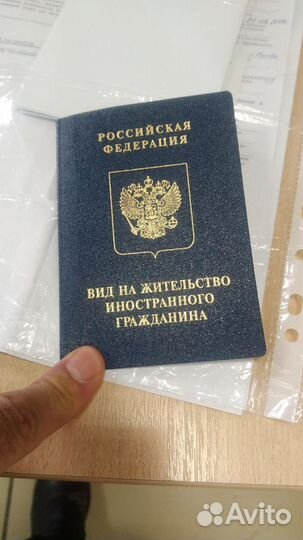 РОССИЙСКАЯ
ФЕДЕРАЦИЯ
ВИД НА ЖИТЕЛЬСТВО
ИНОСТРАННОГО
ГРАЖДАНИНА
Avito